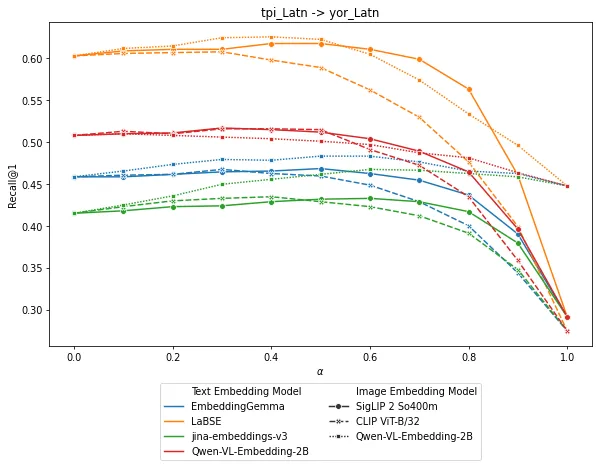 tpi_Latn -> yor_Latn
Recall@1
0.60
0.55
0.50
0.45
0.40
0.35
0.30
0.0 0.2 0.4 0.6 0.8 1.0
α
Text Embedding Model Image Embedding Model
EmbeddingGemma SigLIP 2 So400m
LaBSE CLIP ViT-B/32
jina-embeddings-v3 Qwen-VL-Embedding-2B
Qwen-VL-Embedding-2B